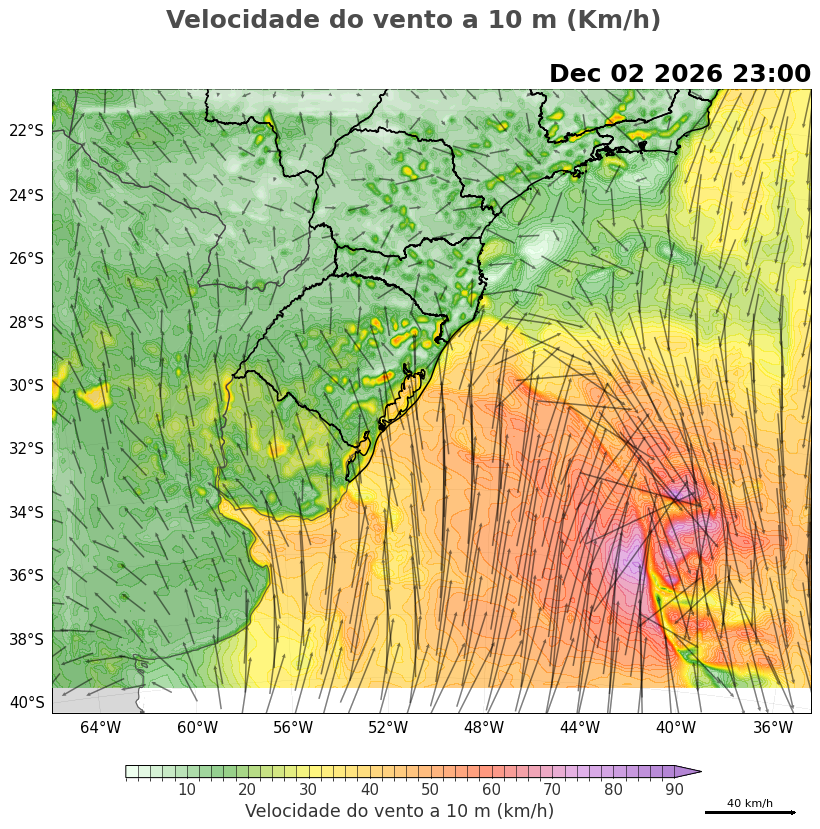 Velocidade do vento a 10 m (Km/h)
Dec 02 2026 23:00
22°S
24°S
26°S
28°S
30°S
32°S
34°S
36°S
38°S
40°S
64°W 60°W 56°W 52°W 48°W 44°W 40°W 36°W
10 20 30 40 50 60 70 80 90
Velocidade do vento a 10 m (km/h)
40 km/h